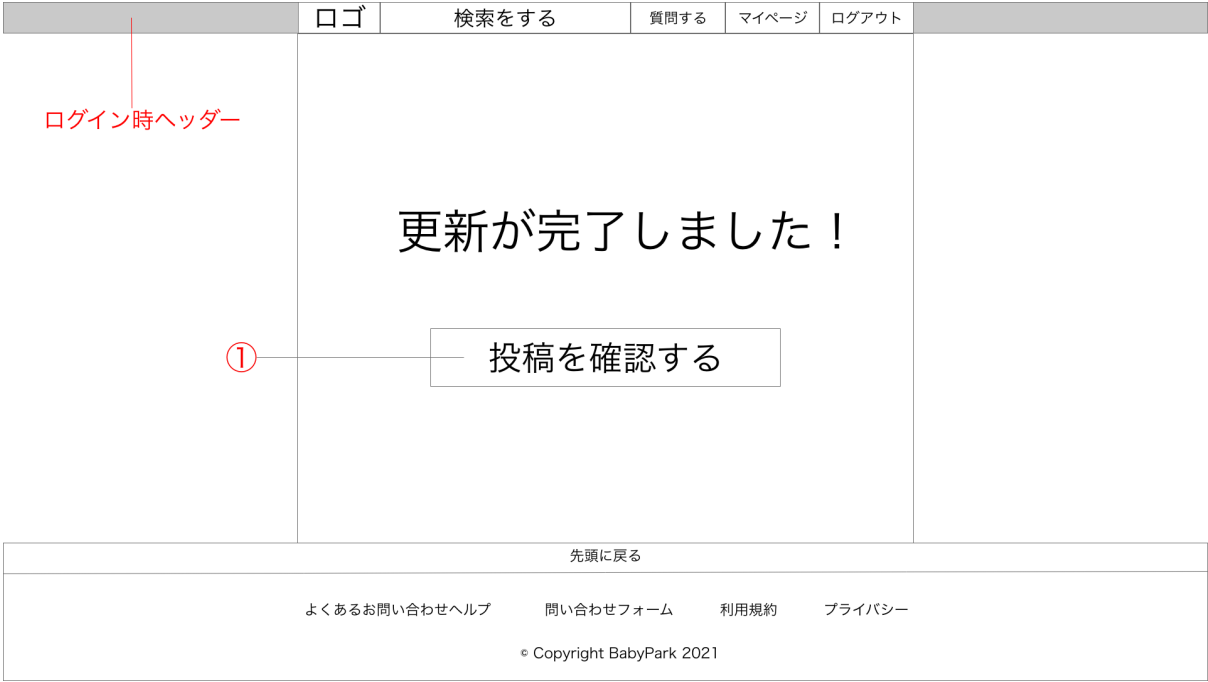 ロゴ 検索をする 質問する マイページ ログアウト
ログイン時ヘッダー
更新が完了しました！
① 投稿を確認する
先頭に戻る
よくあるお問い合わせヘルプ 問い合わせフォーム 利用規約 プライバシー
© Copyright BabyPark 2021